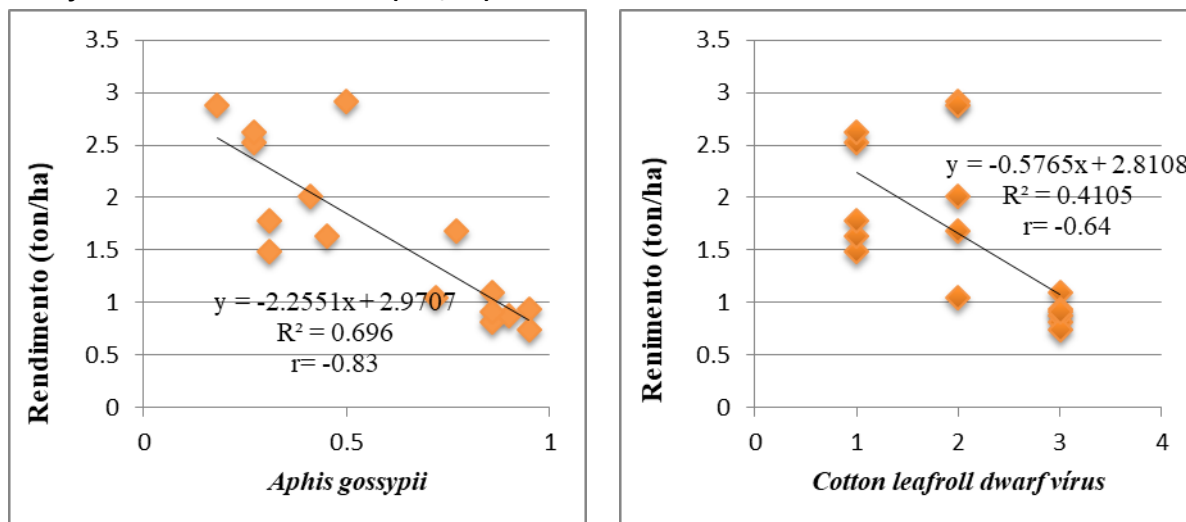 3.5
3
2.5
2
1.5
1
0.5
0
Rendimento (ton/ha)
y = -2.2551x + 2.9707
R² = 0.696
r= -0.83
0 0.5 1
Aphis gossypii
3.5
3
2.5
2
1.5
1
0.5
0
Renimento (ton/ha)
y = -0.5765x + 2.8108
R² = 0.4105
r= -0.64
0 1 2 3 4
Cotton leafroll dwarf vírus